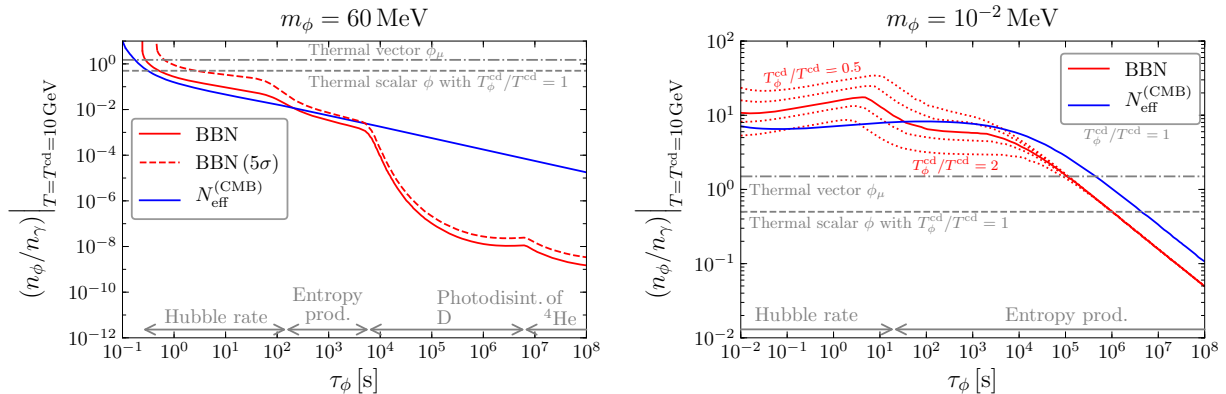 m_ϕ = 60 MeV
(n_ϕ/n_γ)|_{T=T^{cd}=10 GeV}
10^0
10^{-2}
10^{-4}
10^{-6}
10^{-8}
10^{-10}
10^{-12}
Thermal vector ϕ_μ
Thermal scalar ϕ with T_ϕ^{cd}/T^{cd} = 1
BBN
BBN (5σ)
N_eff^{(CMB)}
Hubble rate
Entropy
prod.
Photodisint. of
D
^4He
10^{-1} 10^0 10^1 10^2 10^3 10^4 10^5 10^6 10^7 10^8
τ_ϕ [s]
m_ϕ = 10^{-2} MeV
(n_ϕ/n_γ)|_{T=T^{cd}=10 GeV}
10^2
10^1
10^0
10^{-1}
10^{-2}
T_ϕ^{cd}/T^{cd} = 0.5
BBN
N_eff^{(CMB)}
T_ϕ^{cd}/T^{cd} = 1
T_ϕ^{cd}/T^{cd} = 2
Thermal vector ϕ_μ
Thermal scalar ϕ with T_ϕ^{cd}/T^{cd} = 1
Hubble rate
Entropy prod.
10^{-2} 10^{-1} 10^0 10^1 10^2 10^3 10^4 10^5 10^6 10^7 10^8
τ_ϕ [s]